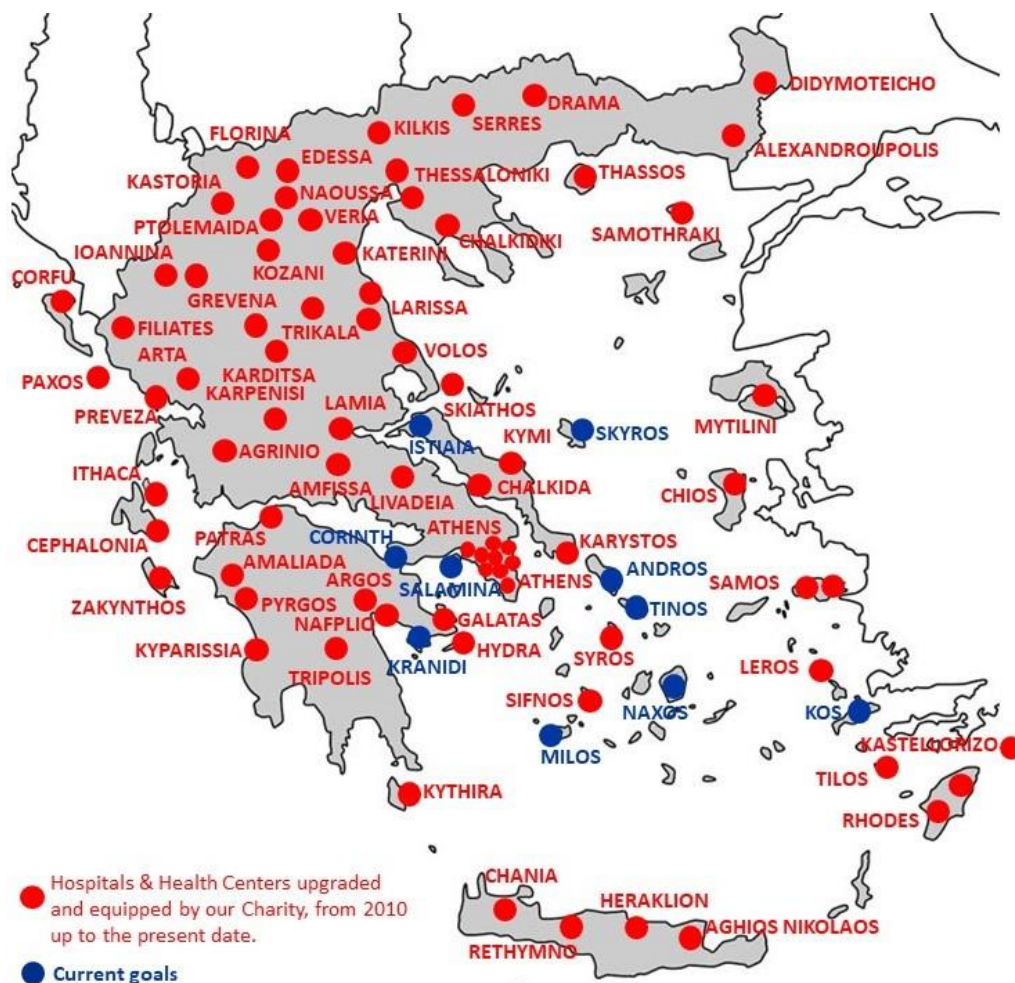 DIDYMOTEICHO
DRAMA
SERRES
KILKIS
FLORINA
EDESSA
ALEXANDROUPOLIS
THESSALONIKI
THASSOS
KASTORIA
NAOUSSA
VERIA
PTOLEMAIDA
SAMOTHRAKI
CHALKIDIKI
IOANNINA
KATERINI
KOZANI
CORFU
GREVENA
LARISSA
FILIATES
TRIKALA
ARTA
VOLOS
KARDITSA
PAXOS
KARPENISI
PREVEZA
LAMIA
SKIATHOS
MYTILINI
KYMI
SKYROS
ISTIAIA
AGRINIO
ITHACA
AMFISSA
CHALKIDA
CHIOS
LIVADEIA
ATHENS
PATRAS
CORINTH
CEPHALONIA
KARYSTOS
AMALIADA
ANDROS
ARGOS
ATHENS
SALAMINA
SAMOS
ZAKYNTHOS
PYRGOS
TINOS
NAFPLIO
GALATAS
KYPARISSIA
HYDRA
SYROS
KRANIDI
LEROS
TRIPOLIS
SIFNOS
NAXOS
KOS
MILOS
KASTELLORIZO
TILOS
KYTHIRA
RHODES
CHANIA
HERAKLION
AGHIOS NIKOLAOS
RETHYMNO
Hospitals & Health Centers upgraded
and equipped by our Charity, from 2010
up to the present date.
Current goals